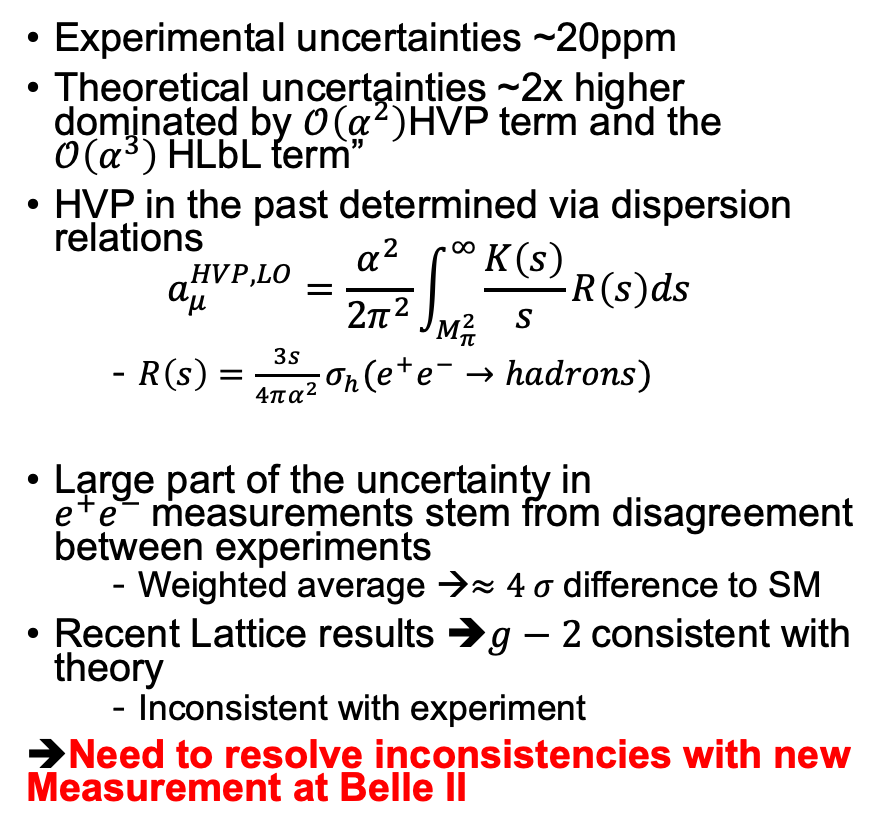 • Experimental uncertainties ~20ppm
• Theoretical uncertainties ~2x higher
dominated by 𝒪(α²)HVP term and the
𝒪(α³) HLbL term”
• HVP in the past determined via dispersion
relations
a_μ^{HVP,LO} = \frac{α²}{2π²} ∫_{M_π²}^{∞} \frac{K(s)}{s} R(s)ds
- R(s) = \frac{3s}{4πα²} σ_h(e⁺e⁻ → hadrons)
• Large part of the uncertainty in
e⁺e⁻ measurements stem from disagreement
between experiments
- Weighted average ➔≈ 4 σ difference to SM
• Recent Lattice results ➔g − 2 consistent with
theory
- Inconsistent with experiment
➔Need to resolve inconsistencies with new
Measurement at Belle II